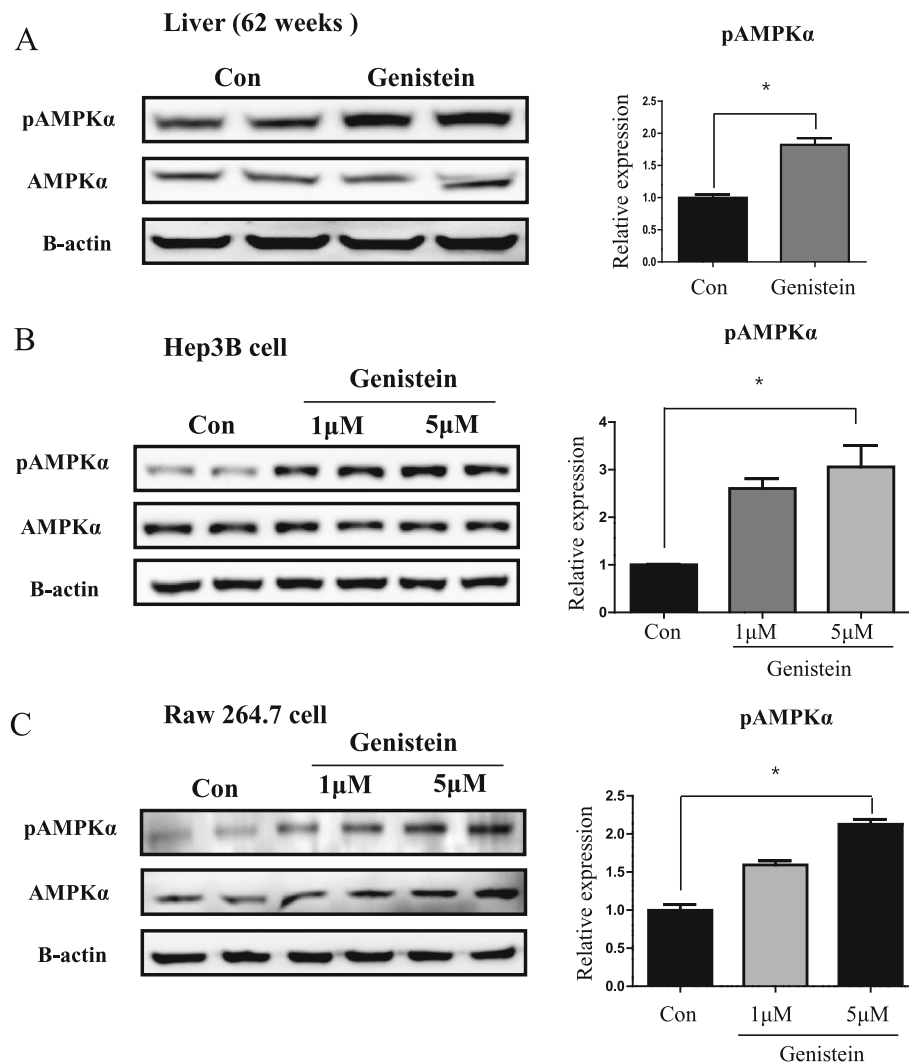 A
Liver (62 weeks )
Con Genistein
pAMPKα
AMPKα
B-actin
pAMPKα
*
Relative expression
2.5
2.0
1.5
1.0
0.5
0.0
Con Genistein
B
Hep3B cell
Genistein
Con 1μM 5μM
pAMPKα
AMPKα
B-actin
pAMPKα
*
Relative expression
4
3
2
1
0
Con 1μM 5μM
Genistein
C
Raw 264.7 cell
Genistein
Con 1μM 5μM
pAMPKα
AMPKα
B-actin
pAMPKα
*
Relative expression
2.5
2.0
1.5
1.0
0.5
0.0
Con 1μM 5μM
Genistein